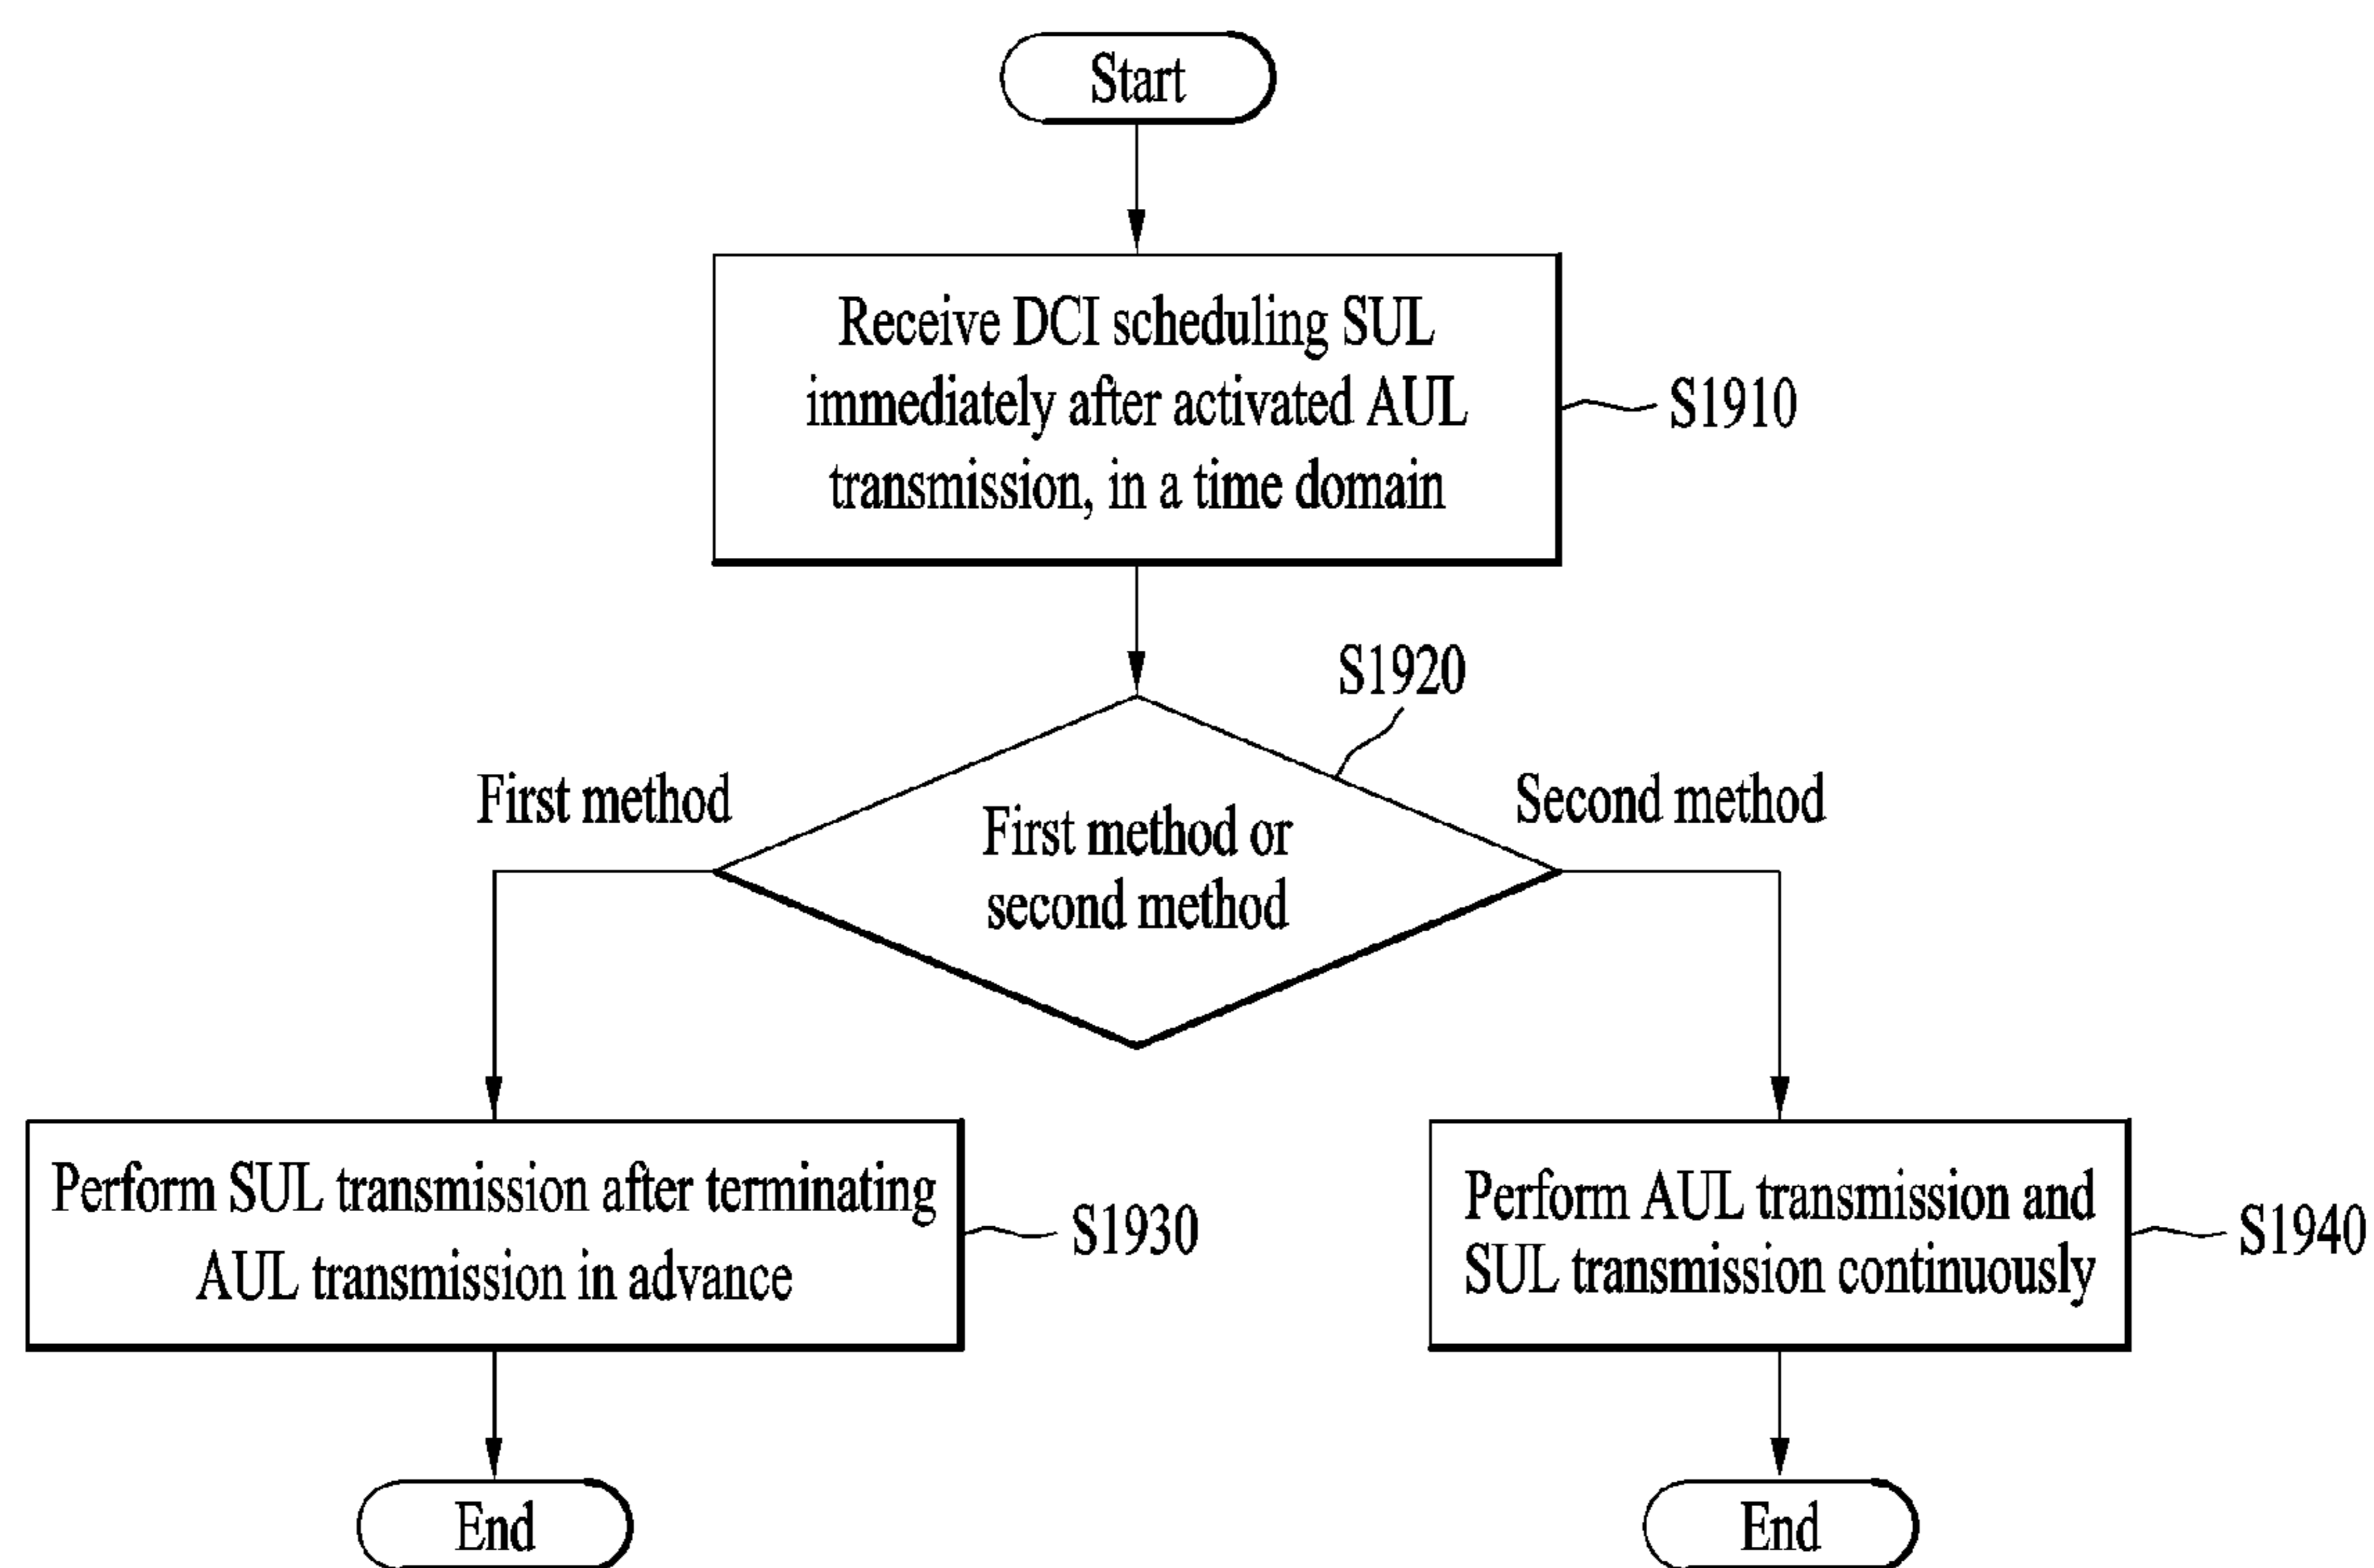 Start
Receive DCI scheduling SUL
immediately after activated AUL
transmission, in a time domain
S1910
S1920
First method
First method or
second method
Second method
Perform SUL transmission after terminating
AUL transmission in advance
S1930
Perform AUL transmission and
SUL transmission continuously
S1940
End
End